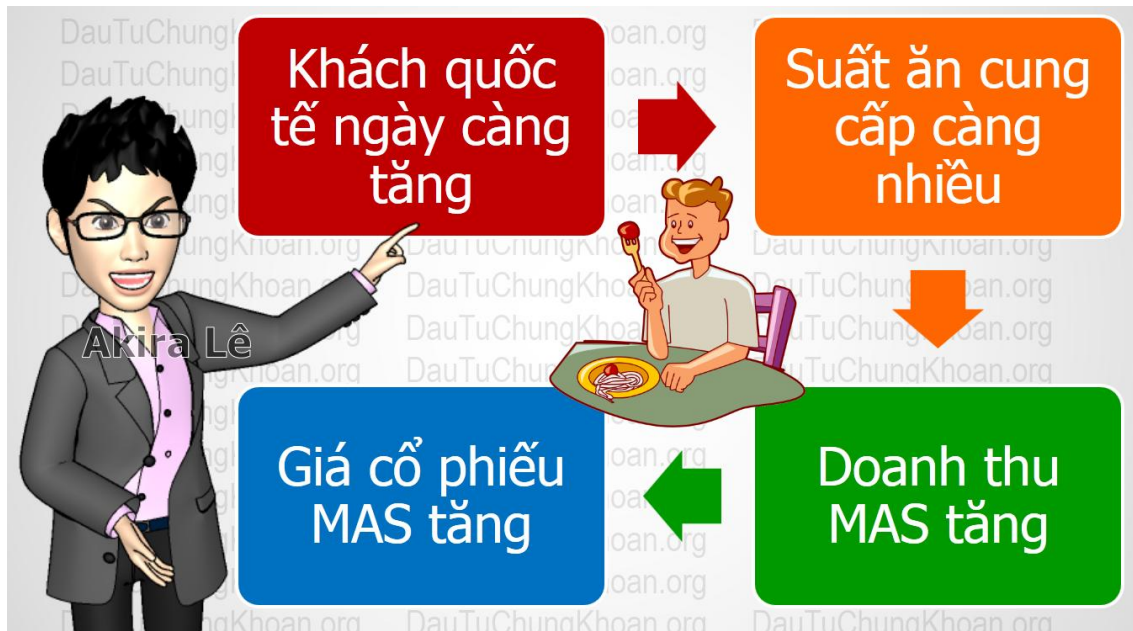 Khách quốc
tế ngày càng
tăng
Suất ăn cung
cấp càng
nhiều
Doanh thu
MAS tăng
Giá cổ phiếu
MAS tăng
Akira Lê
DauTuChungKhoan.org